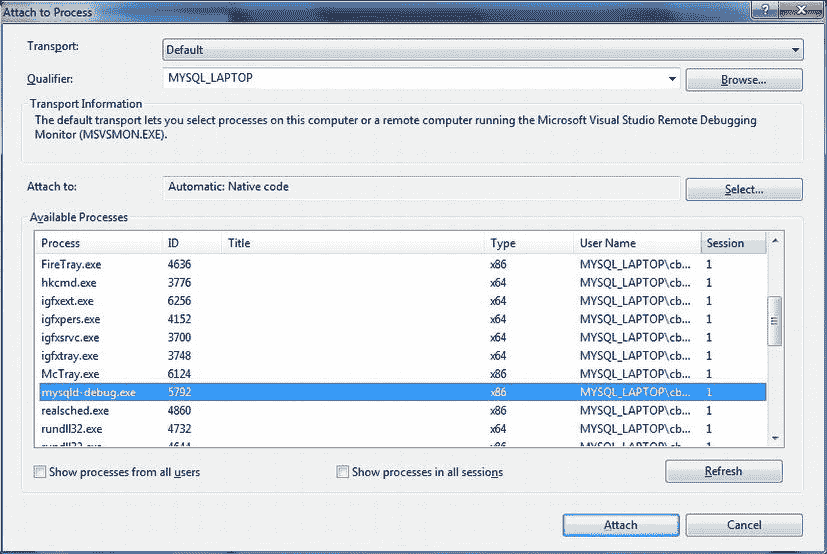 Attach to Process
Transport:
Default
Qualifier:
MYSQL_LAPTOP
Browse...
Transport Information
The default transport lets you select processes on this computer or a remote computer running the Microsoft Visual Studio Remote Debugging
Monitor (MSVSMON.EXE).
Attach to:
Automatic: Native code
Select...
Available Processes
Process ID Title Type User Name Session
FireTray.exe 4636 x86 MYSQL_LAPTOP\cb... 1
hkcmd.exe 3776 x64 MYSQL_LAPTOP\cb... 1
igfxext.exe 6256 x64 MYSQL_LAPTOP\cb... 1
igfxpers.exe 4152 x64 MYSQL_LAPTOP\cb... 1
igfxsrvc.exe 3700 x64 MYSQL_LAPTOP\cb... 1
igfxtray.exe 3748 x64 MYSQL_LAPTOP\cb... 1
McTray.exe 6124 x86 MYSQL_LAPTOP\cb... 1
mysqld-debug.exe 5792 x86 MYSQL_LAPTOP\cb... 1
realsched.exe 4860 x86 MYSQL_LAPTOP\cb... 1
rundll32.exe 4732 x64 MYSQL_LAPTOP\cb... 1
Show processes from all users
Show processes in all sessions
Refresh
Attach
Cancel